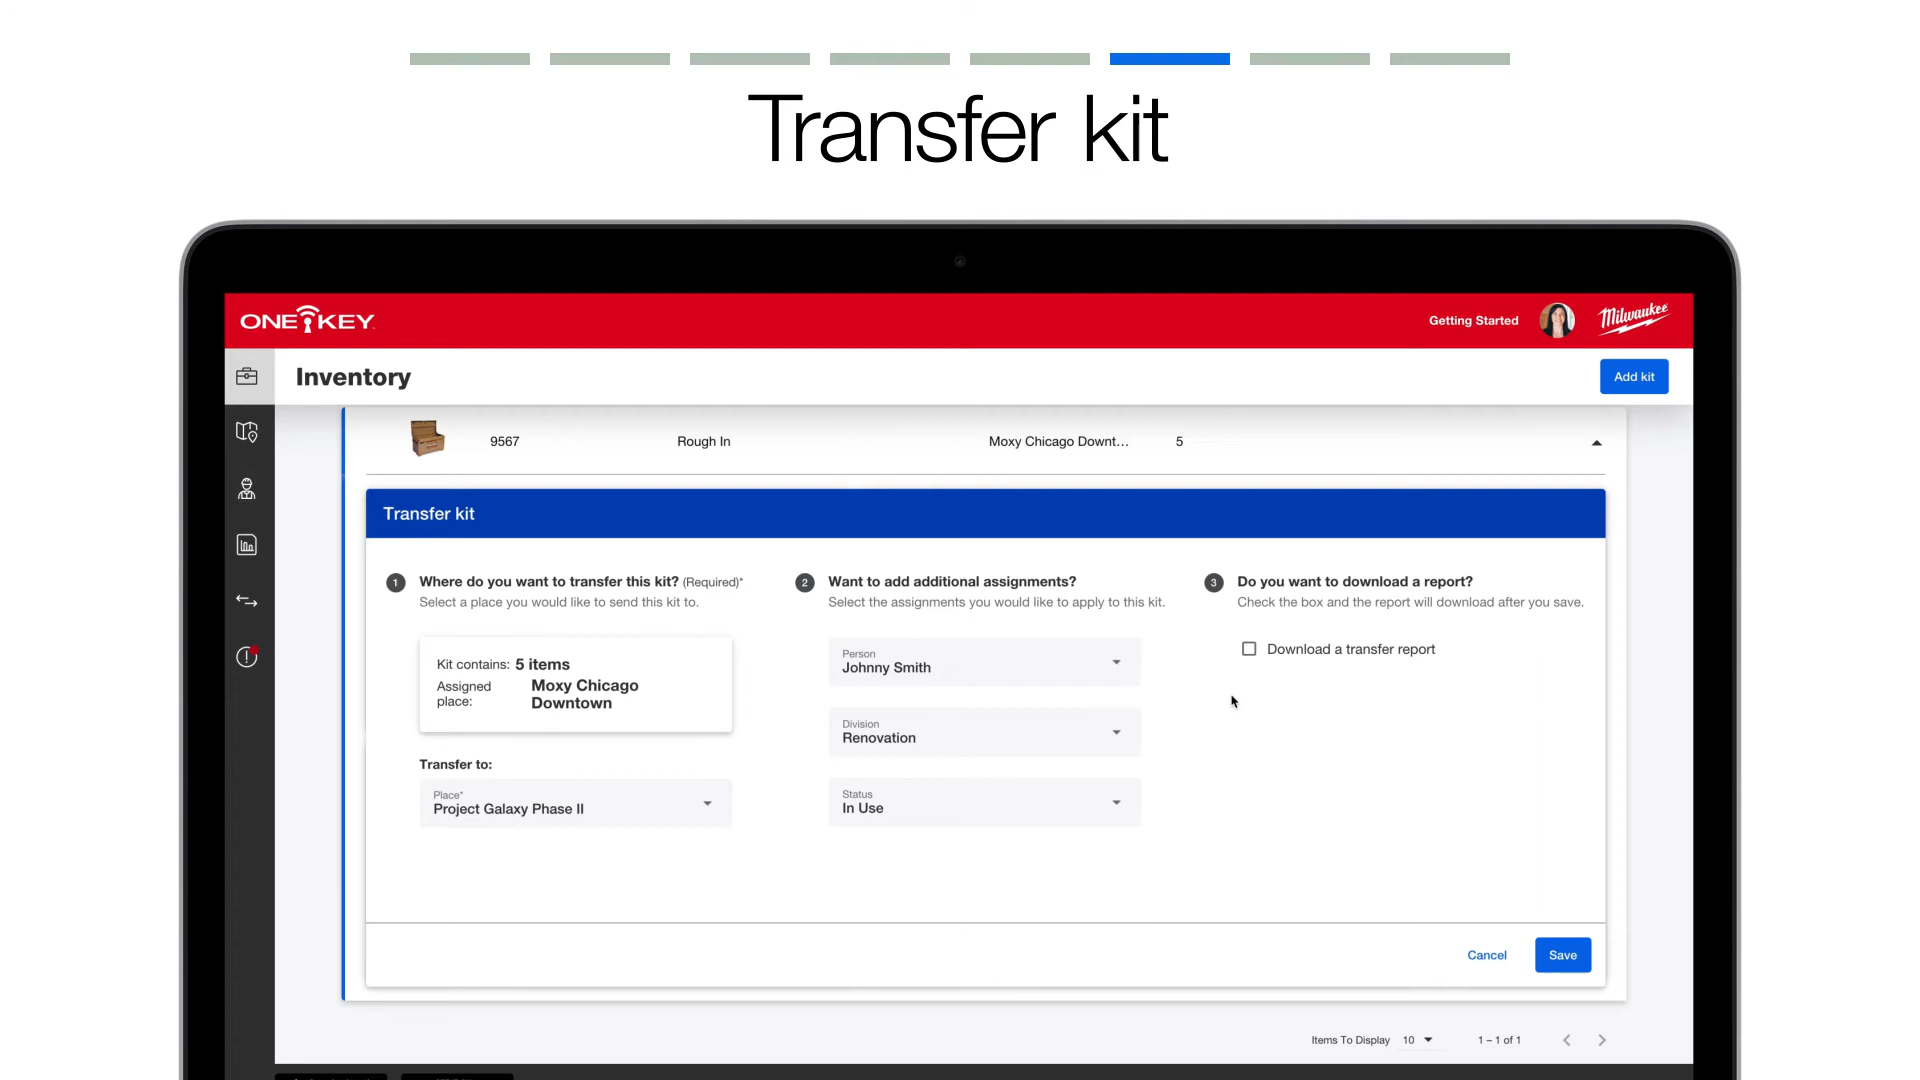 Transfer kit
ONE KEY
Getting Started
Milwaukee
Inventory
Add kit
9567 Rough In Moxy Chicago Downt... 5
Transfer kit
1 Where do you want to transfer this kit? (Required)*
Select a place you would like to send this kit to.
Kit contains: 5 items
Assigned place: Moxy Chicago Downtown
Transfer to:
Place*
Project Galaxy Phase II
2 Want to add additional assignments?
Select the assignments you would like to apply to this kit.
Person
Johnny Smith
Division
Renovation
Status
In Use
3 Do you want to download a report?
Check the box and the report will download after you save.
Download a transfer report
Cancel Save
Items To Display 10 1 – 1 of 1